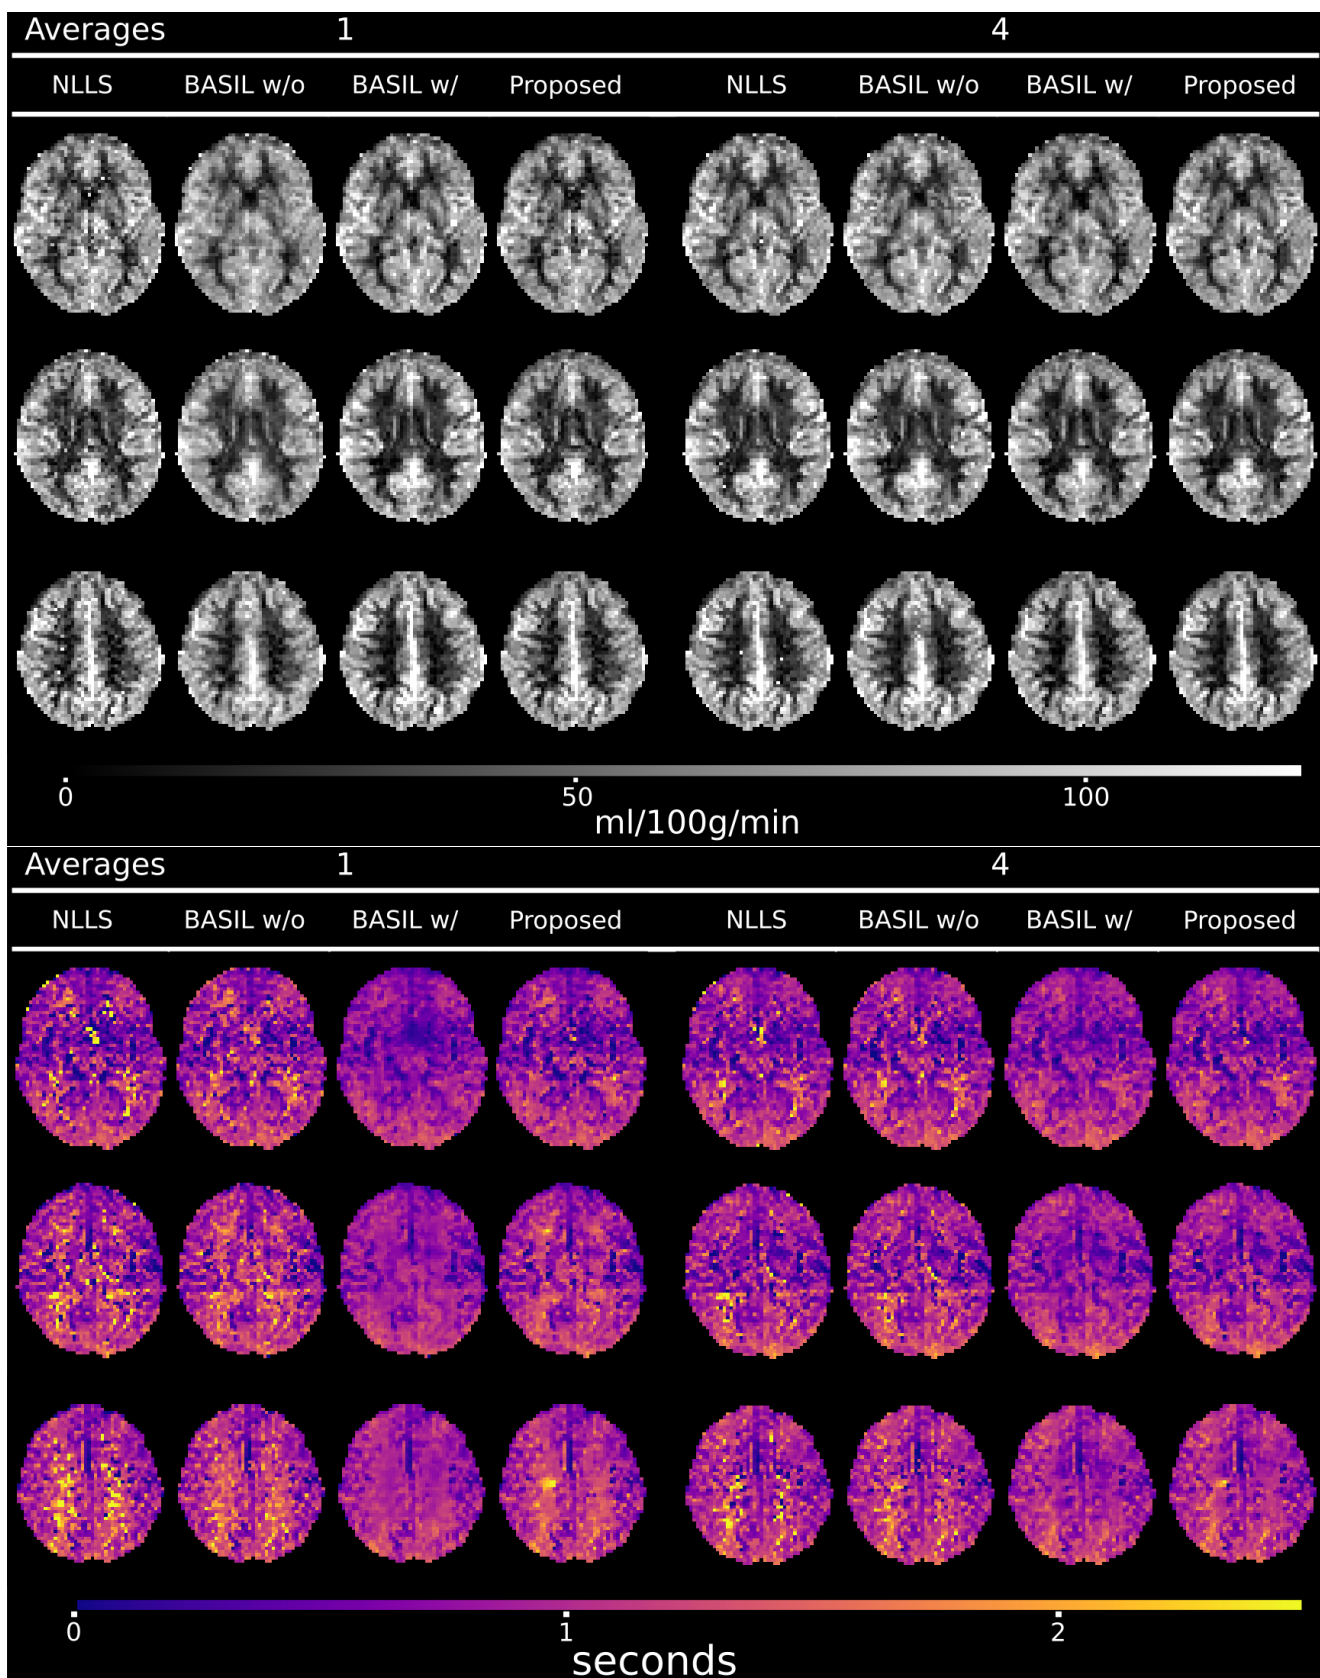 Averages 1 4
NLLS BASIL w/o BASIL w/ Proposed NLLS BASIL w/o BASIL w/ Proposed
0 50 100
ml/100g/min
Averages 1 4
NLLS BASIL w/o BASIL w/ Proposed NLLS BASIL w/o BASIL w/ Proposed
0 1 2
seconds